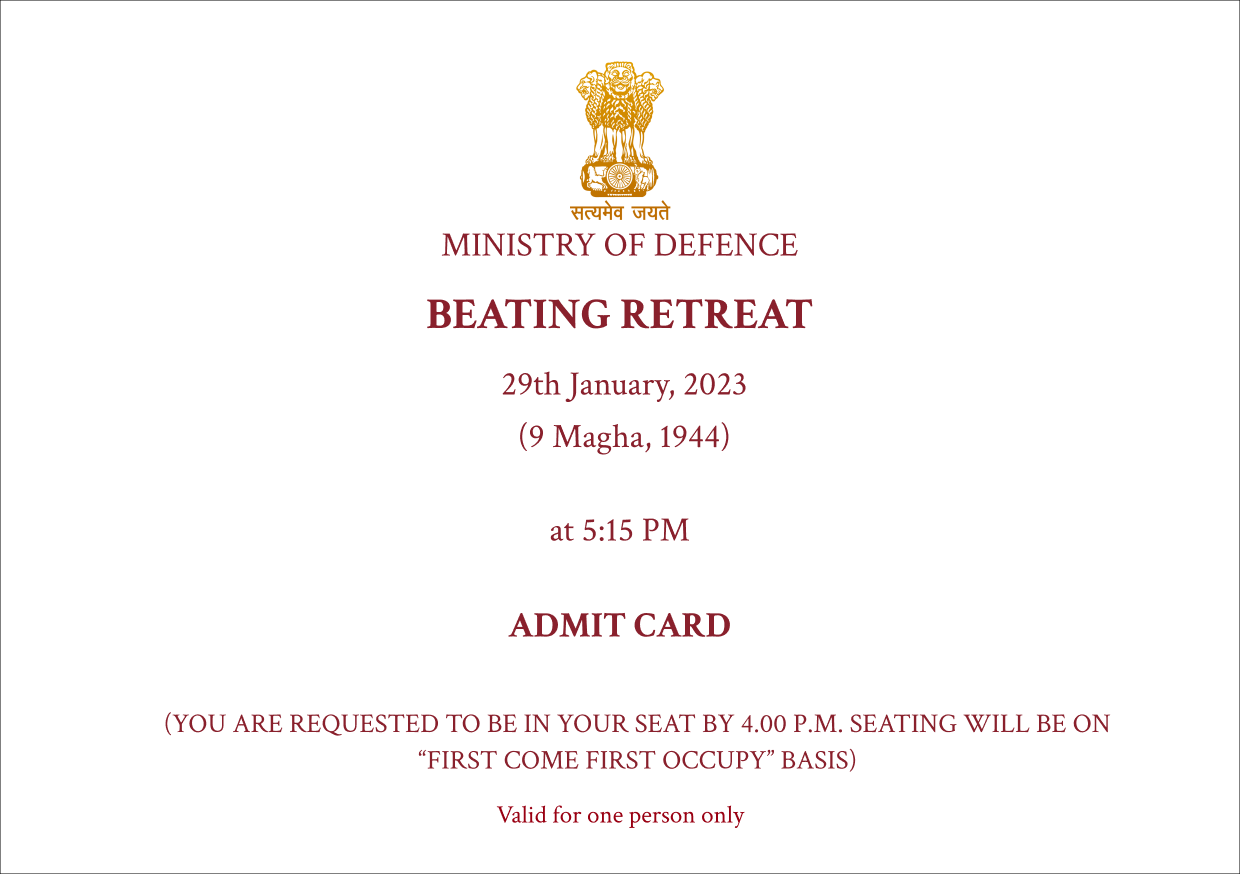 सत्यमेव जयते
MINISTRY OF DEFENCE
BEATING RETREAT
29th January, 2023
(9 Magha, 1944)
at 5:15 PM
ADMIT CARD
(YOU ARE REQUESTED TO BE IN YOUR SEAT BY 4.00 P.M. SEATING WILL BE ON
“FIRST COME FIRST OCCUPY” BASIS)
Valid for one person only